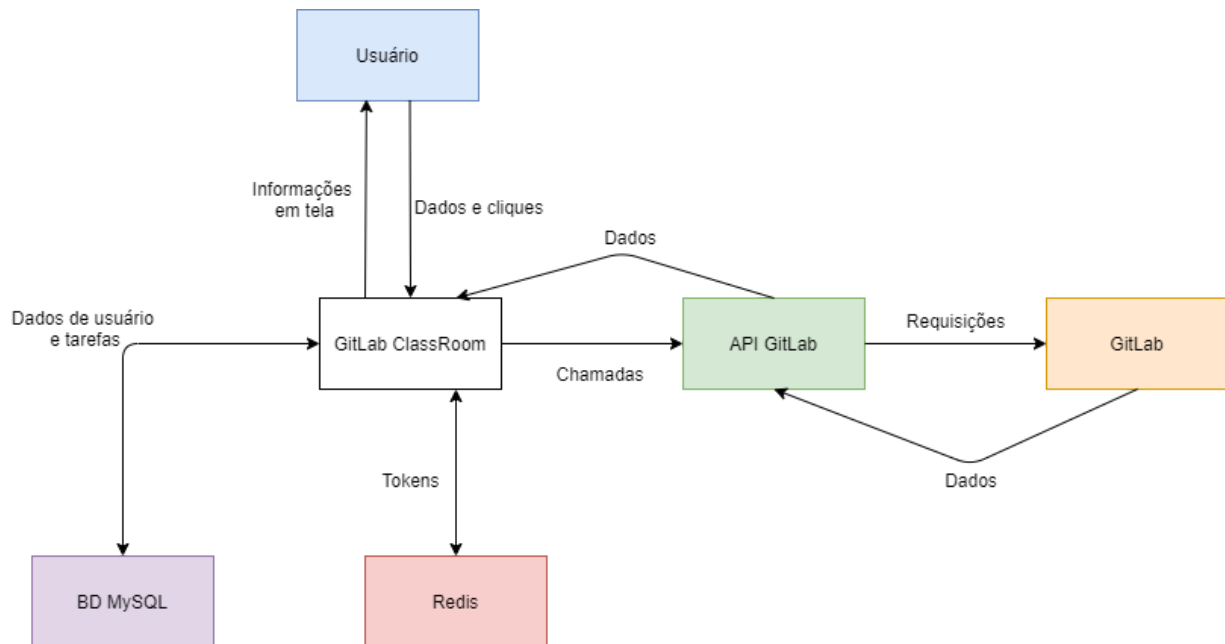 Usuário
Informações
em tela
Dados e cliques
Dados
Dados de usuário
e tarefas
GitLab ClassRoom
Chamadas
API GitLab
Requisições
GitLab
Tokens
Dados
BD MySQL
Redis